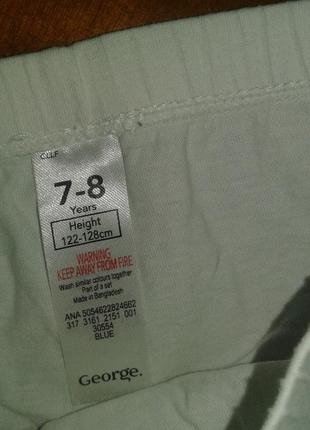 7-8
Years
Height
122-128cm
WARNING
KEEP AWAY FROM FIRE
Wash similar colours together
Part of a set
Made in Bangladesh
ANA 5054622824662
317 3161 2151 001
30554
BLUE
George.